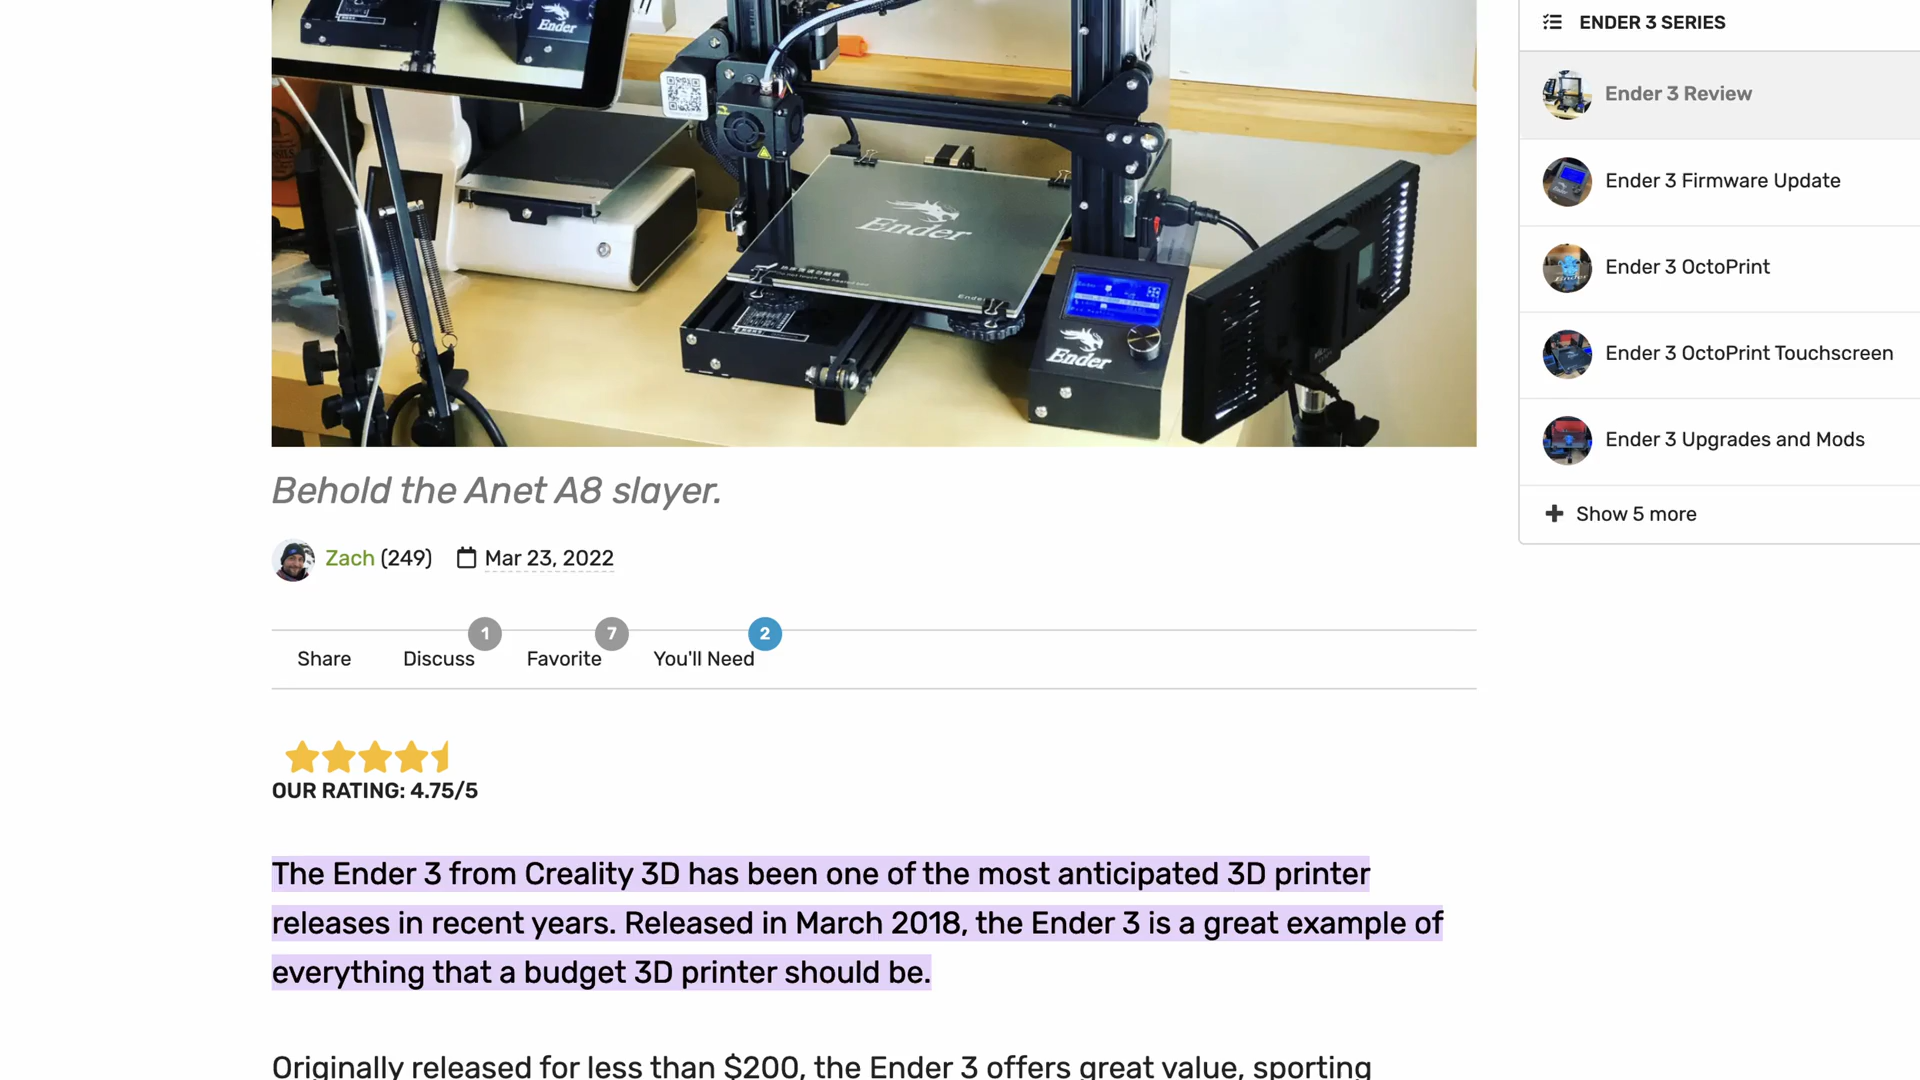 Ender
Ender
Ender
Ender
Behold the Anet A8 slayer.
Zach (249) Mar 23, 2022
1
7
2
Share Discuss Favorite You'll Need
OUR RATING: 4.75/5
The Ender 3 from Creality 3D has been one of the most anticipated 3D printer
releases in recent years. Released in March 2018, the Ender 3 is a great example of
everything that a budget 3D printer should be.
Originally released for less than $200, the Ender 3 offers great value, sporting
ENDER 3 SERIES
Ender 3 Review
Ender 3 Firmware Update
Ender 3 OctoPrint
Ender 3 OctoPrint Touchscreen
Ender 3 Upgrades and Mods
Show 5 more